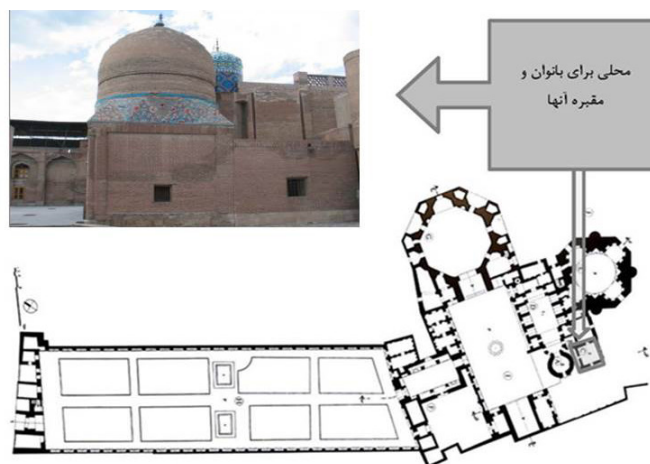 محلی برای بانوان و
مقبره آنها